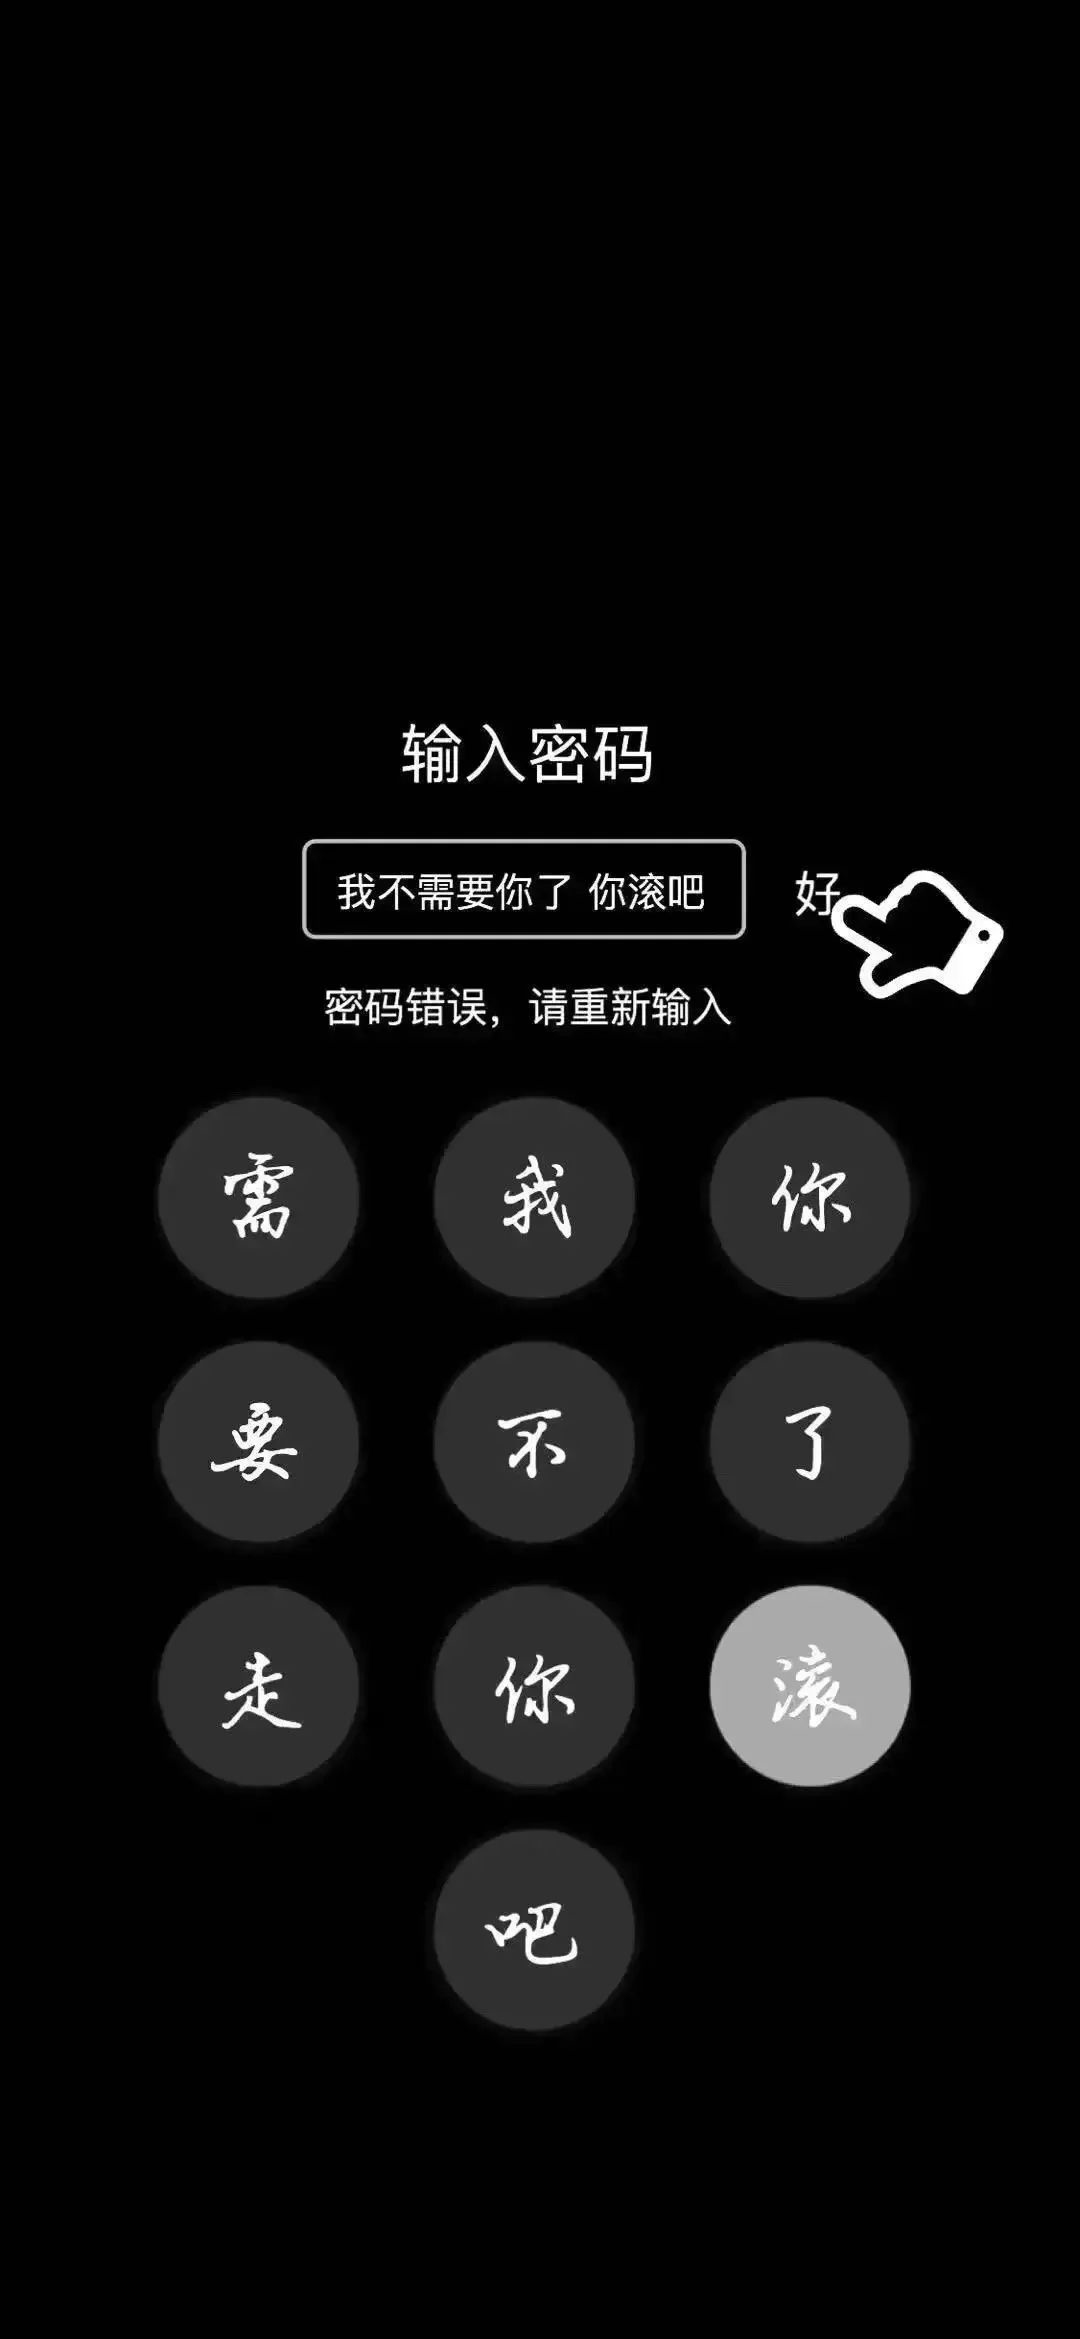 输入密码
我不需要你了 你滚吧
好
密码错误，请重新输入
需 我 你
要 不 了
走 你 滚
吧